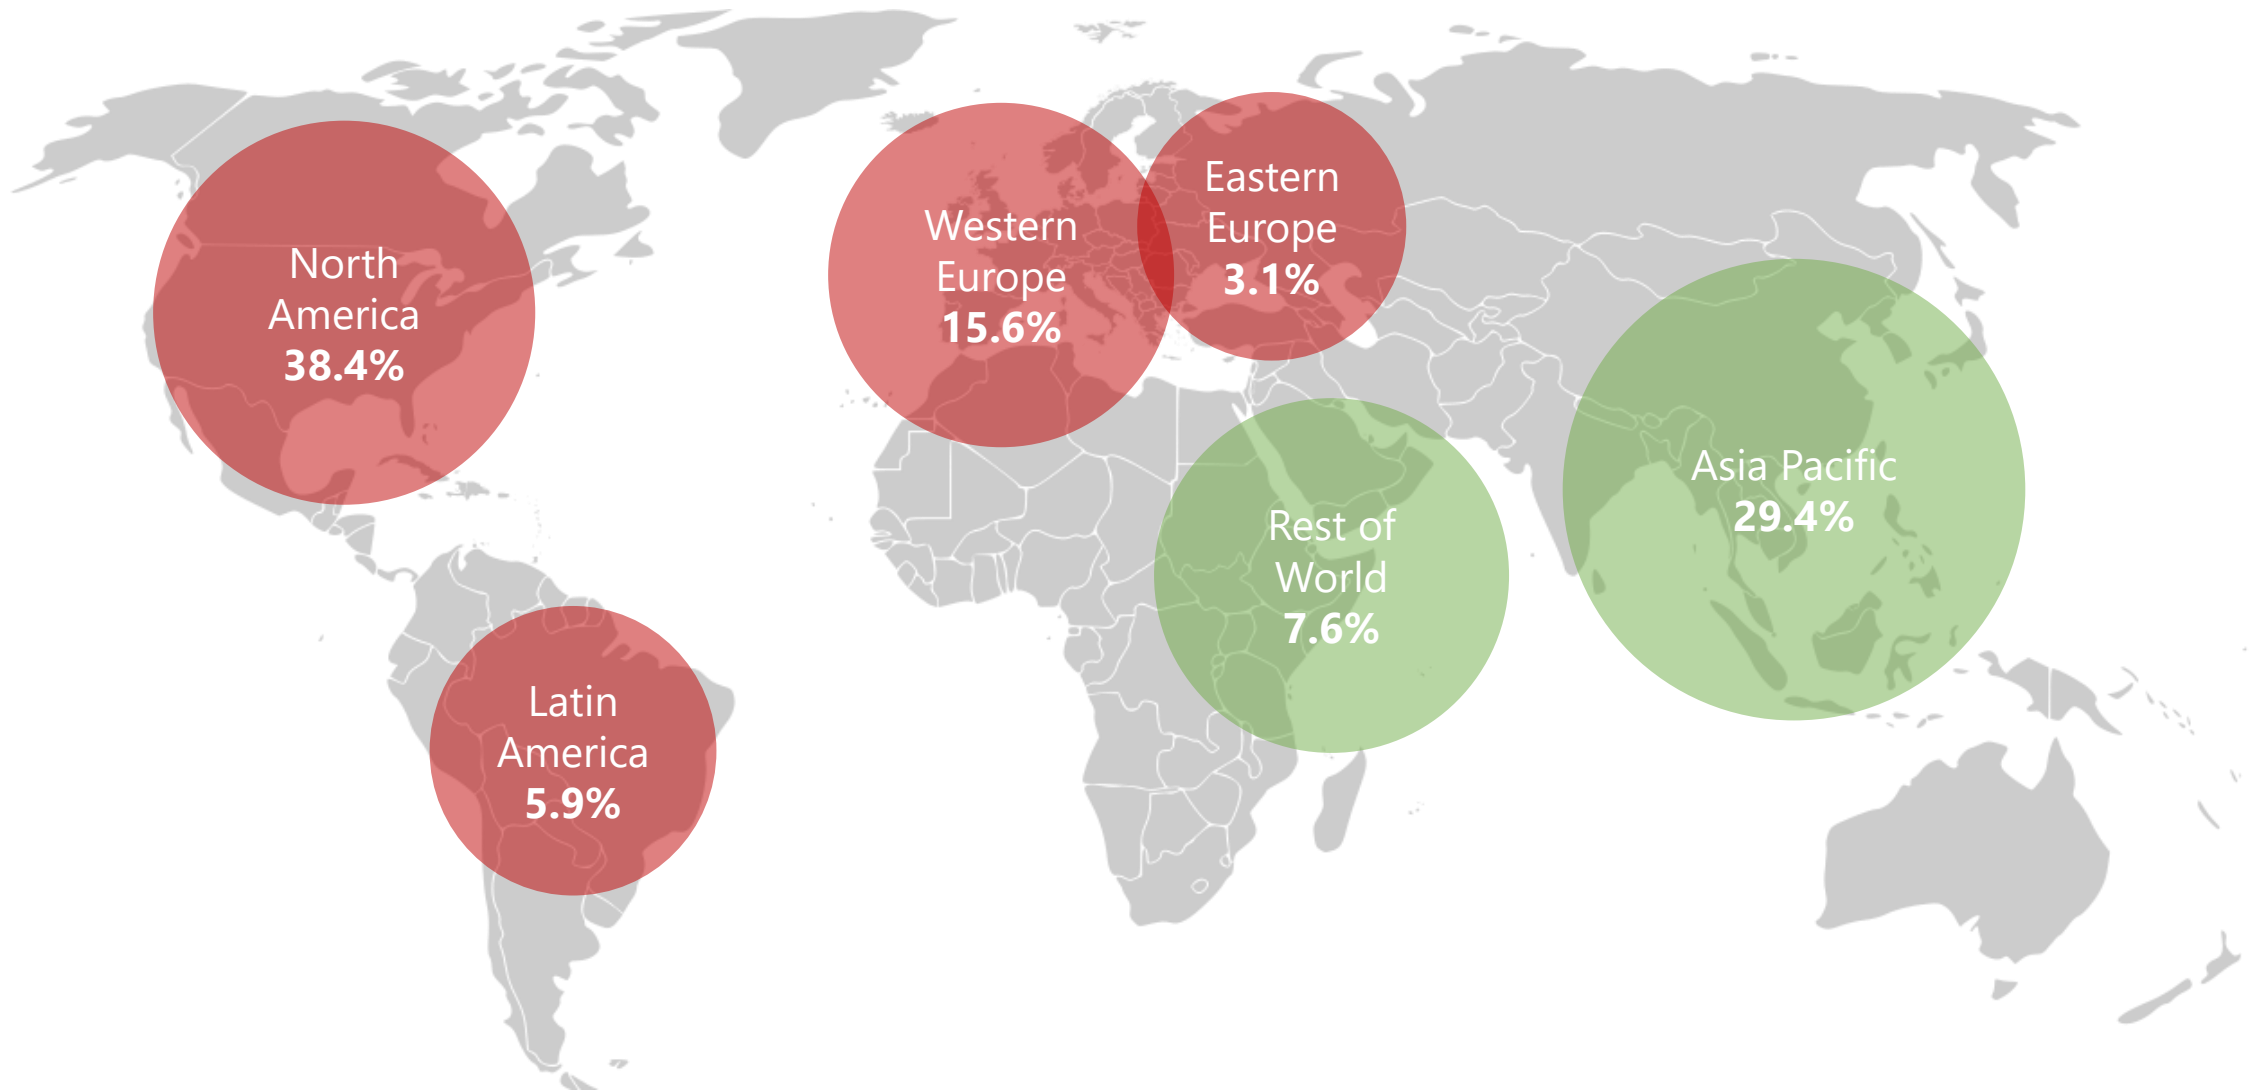 North
America
38.4%
Western
Europe
15.6%
Eastern
Europe
3.1%
Asia Pacific
29.4%
Rest of
World
7.6%
Latin
America
5.9%